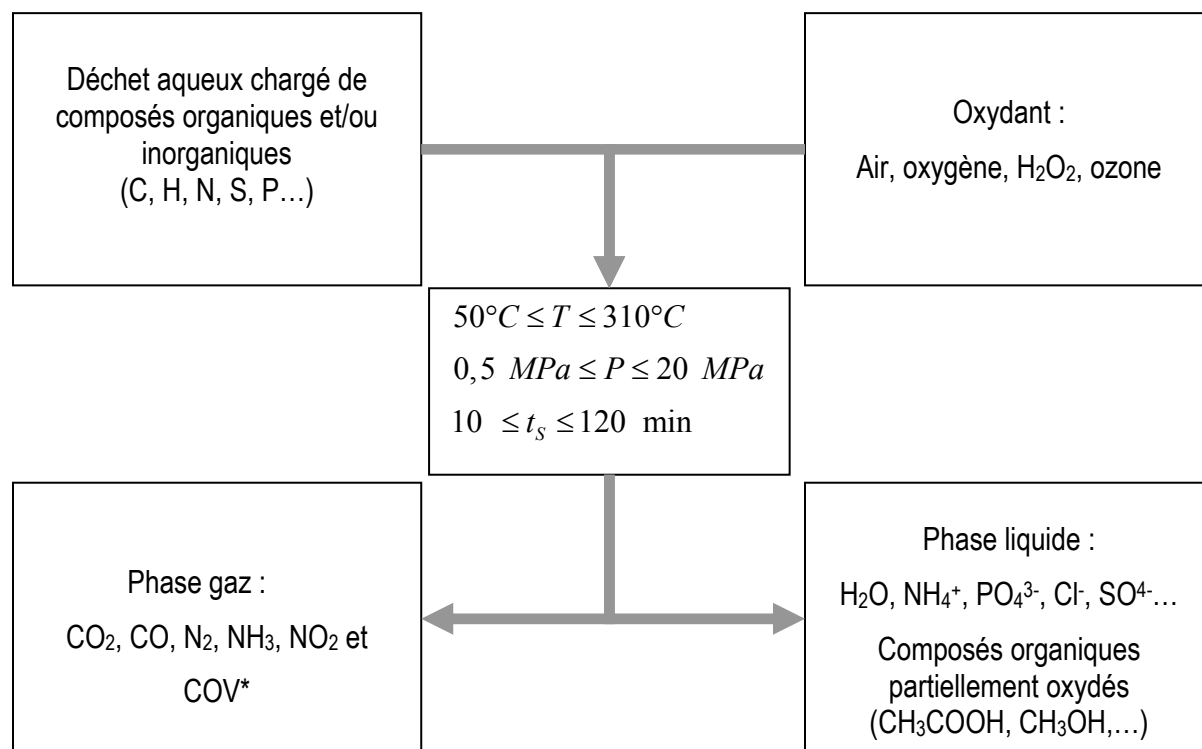 Déchet aqueux chargé de
composés organiques et/ou
inorganiques
(C, H, N, S, P…)
Oxydant :
Air, oxygène, H₂O₂, ozone
50°C ≤ T ≤ 310°C
0,5 MPa ≤ P ≤ 20 MPa
10 ≤ tₛ ≤ 120 min
Phase gaz :
CO₂, CO, N₂, NH₃, NO₂ et
COV*
Phase liquide :
H₂O, NH₄⁺, PO₄³⁻, Cl⁻, SO⁴⁻…
Composés organiques
partiellement oxydés
(CH₃COOH, CH₃OH,…)